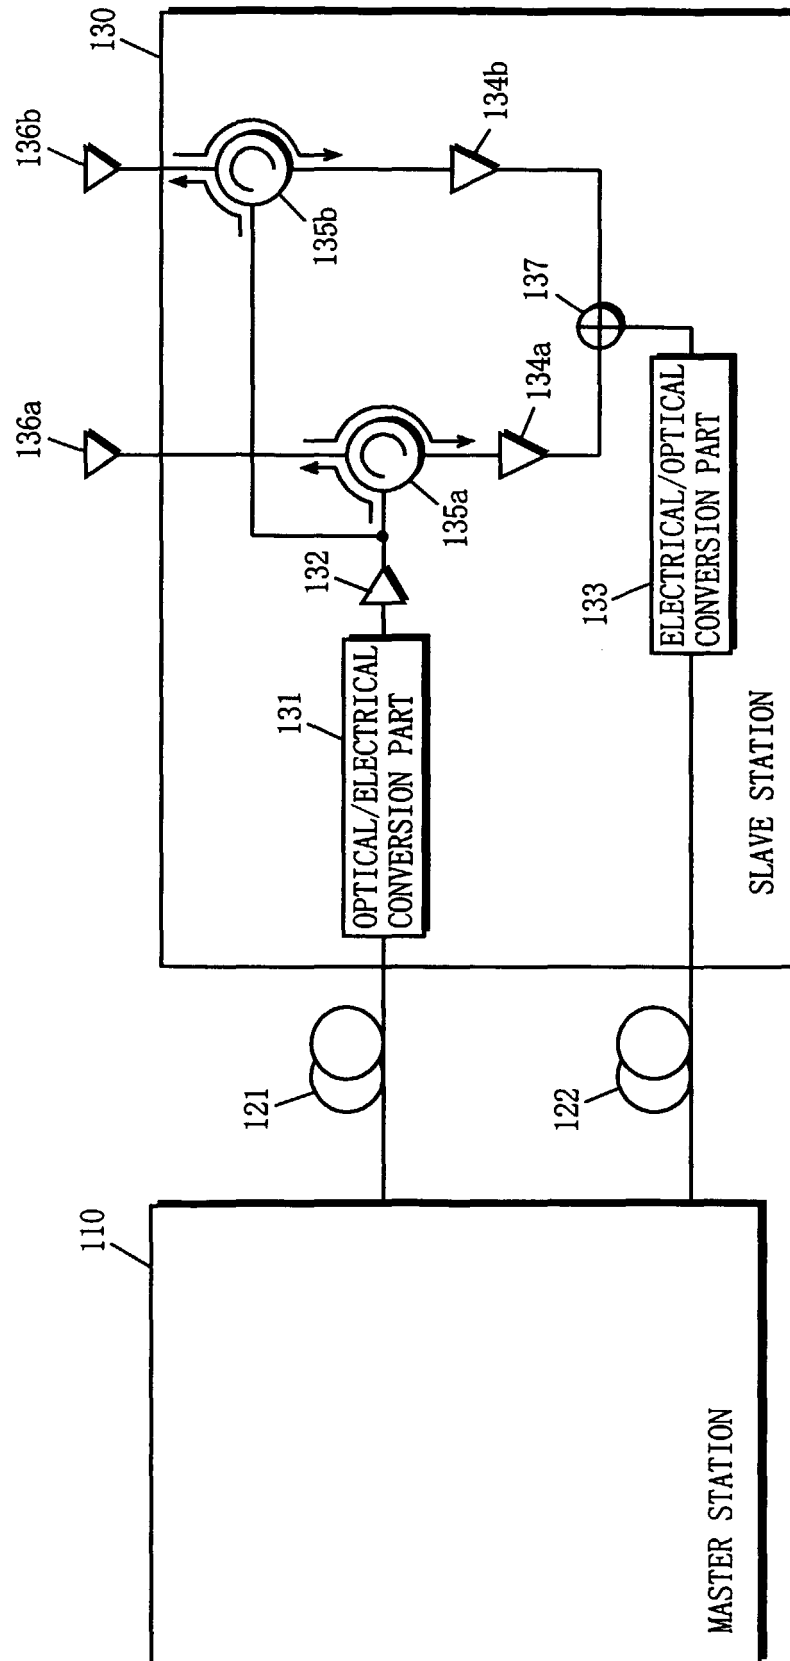 110
MASTER STATION
121
122
130
136a
136b
131
OPTICAL/ELECTRICAL
CONVERSION PART
132
135a
135b
134a
134b
137
133
ELECTRICAL/OPTICAL
CONVERSION PART
SLAVE STATION